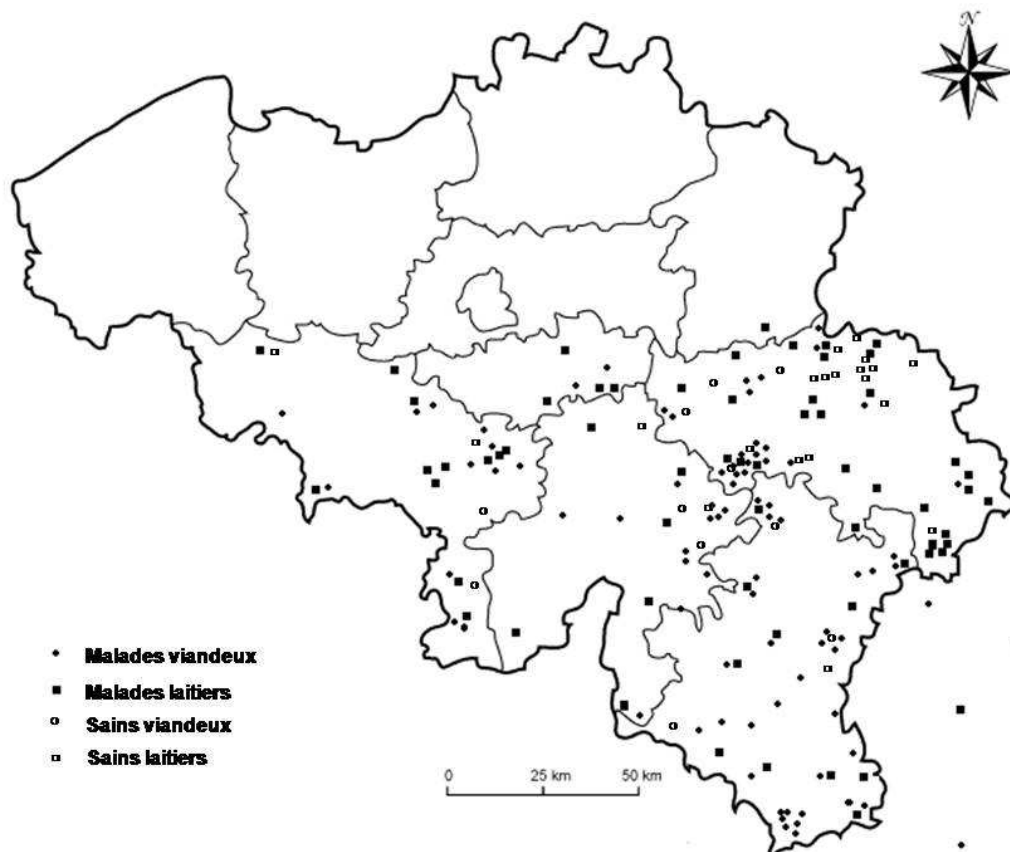 N
Malades viandeux
Malades laitiers
Sains viandeux
Sains laitiers
0 25 km 50 km